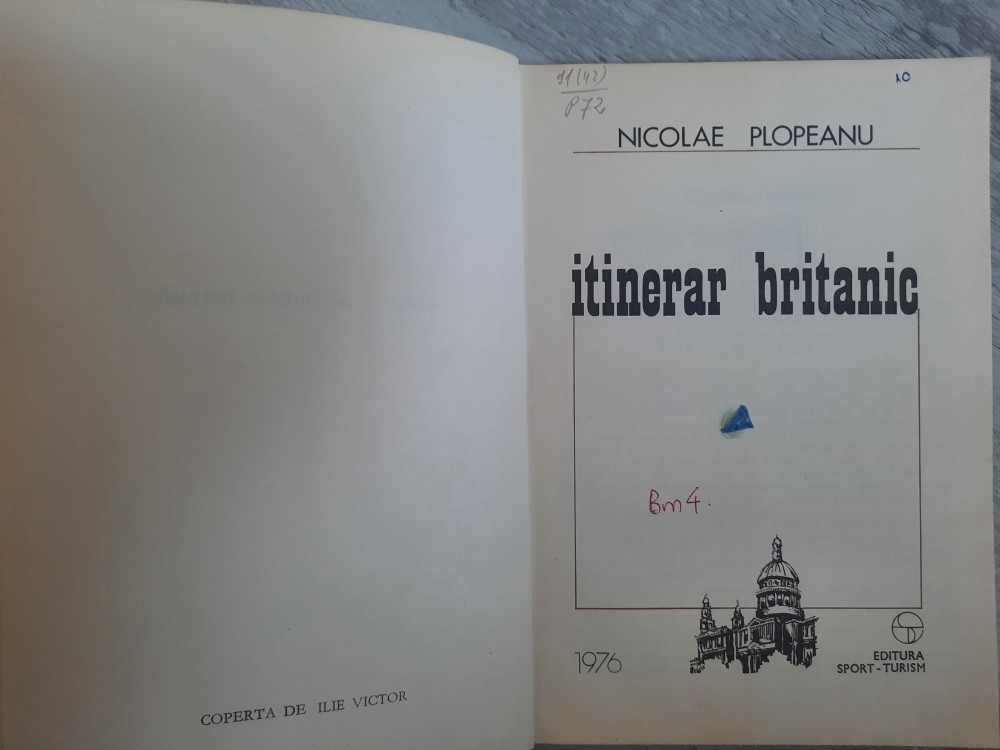 COPERTA DE ILIE VICTOR
91(42)
P72
10
NICOLAE PLOPEANU
itinerar britanic
Bm4.
1976
EDITURA
SPORT-TURISM